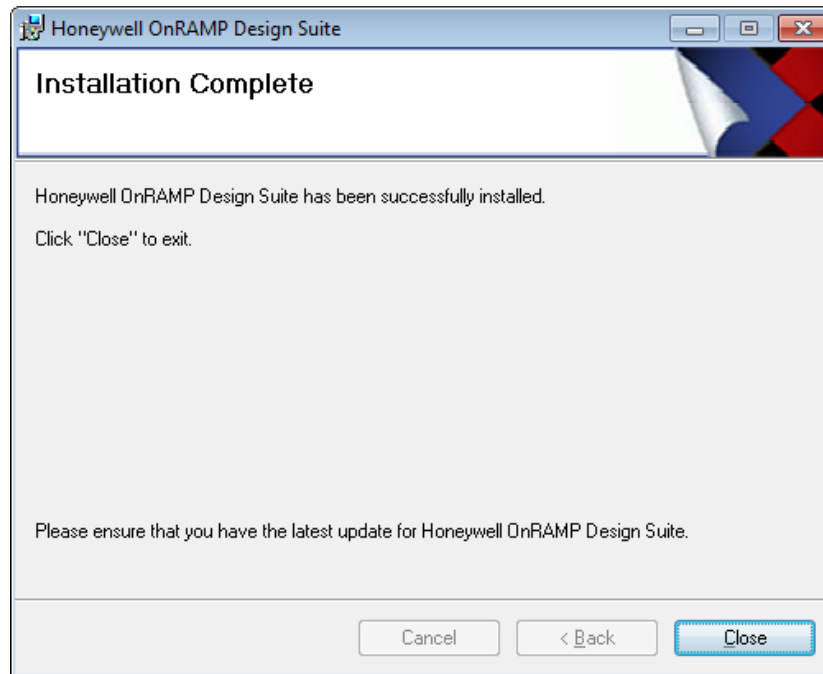 Honeywell OnRAMP Design Suite
Installation Complete
Honeywell OnRAMP Design Suite has been successfully installed.
Click "Close" to exit.
Please ensure that you have the latest update for Honeywell OnRAMP Design Suite.
Cancel
< Back
Close